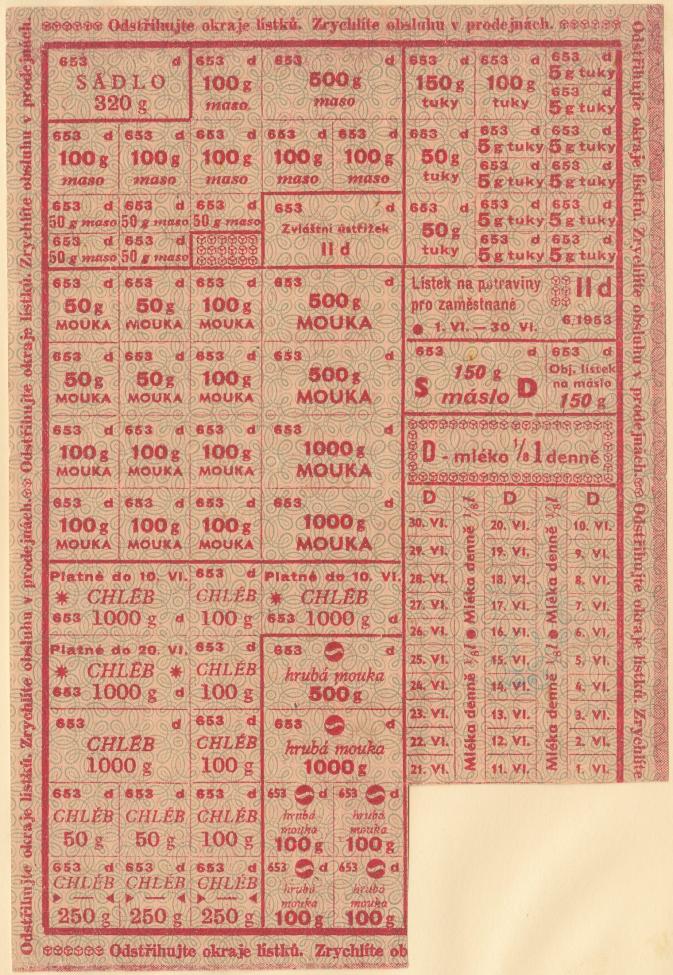 Odstřihujte okraje lístků. Zrychlíte obsluhu v prodejnách.
653 d
SÁDLO
320 g
653 d
100 g
maso
653 d
500 g
maso
653 d
100 g
maso
653 d
100 g
maso
653 d
100 g
maso
653 d
100 g
maso
653 d
100 g
maso
653 d
50 g maso
653 d
50 g maso
653 d
50 g maso
653 d
50 g maso
653 d
50 g maso
653 d
Zvláštní ústřižek
II d
653 d
150 g
tuky
653 d
100 g
tuky
653 d
5 g tuky
653 d
5 g tuky
653 d
50 g
tuky
653 d
5 g tuky
653 d
5 g tuky
653 d
5 g tuky
653 d
5 g tuky
653 d
50 g
tuky
653 d
5 g tuky
653 d
5 g tuky
653 d
5 g tuky
653 d
5 g tuky
Lístek na potraviny
pro zaměstnané
● 1. VI. — 30. VI.
II d
6/1953
653 d
150 g
S máslo D
653 d
Obj. lístek
na máslo
150 g
D - mléko 1/8 l denně
653 d
50 g
MOUKA
653 d
50 g
MOUKA
653 d
100 g
MOUKA
653 d
500 g
MOUKA
653 d
50 g
MOUKA
653 d
50 g
MOUKA
653 d
100 g
MOUKA
653 d
500 g
MOUKA
653 d
100 g
MOUKA
653 d
100 g
MOUKA
653 d
100 g
MOUKA
653 d
1000 g
MOUKA
653 d
100 g
MOUKA
653 d
100 g
MOUKA
653 d
100 g
MOUKA
653 d
1000 g
MOUKA
Platné do 10. VI.
CHLÉB
653 1000 g d
653 d
CHLÉB
100 g
Platné do 10. VI.
CHLÉB
653 1000 g d
Platné do 20. VI.
CHLÉB
653 1000 g d
653 d
CHLÉB
100 g
653 d
hrubá mouka
500 g
653 d
CHLÉB
1000 g
653 d
CHLÉB
100 g
653 d
hrubá mouka
1000 g
653 d
CHLÉB
50 g
653 d
CHLÉB
50 g
653 d
CHLÉB
100 g
653 d
hrubá
mouka
100 g
653 d
hrubá
mouka
100 g
653 d
CHLÉB
250 g
653 d
CHLÉB
250 g
653 d
CHLÉB
250 g
653 d
hrubá
mouka
100 g
653 d
hrubá
mouka
100 g
D D D
30. VI. 20. VI. 10. VI.
29. VI. 19. VI. 9. VI.
28. VI. 18. VI. 8. VI.
27. VI. 17. VI. 7. VI.
26. VI. 16. VI. 6. VI.
25. VI. 15. VI. 5. VI.
24. VI. 14. VI. 4. VI.
23. VI. 13. VI. 3. VI.
22. VI. 12. VI. 2. VI.
21. VI. 11. VI. 1. VI.
Mléka denně 1/8 l ● Mléka denně 1/8 l
Mléka denně 1/8 l ● Mléka denně 1/8 l
Odstřihujte okraje lístků. Zrychlíte ob
Odstřihujte okraje lístků. Zrychlíte obsluhu v prodejnách. Odstřihujte okraje lístků. Zrychlíte obsluhu v prodejnách
Odstřihujte okraje lístků. Zrychlíte obsluhu v prodejnách. Odstřihujte okraje lístků. Zrychlíte